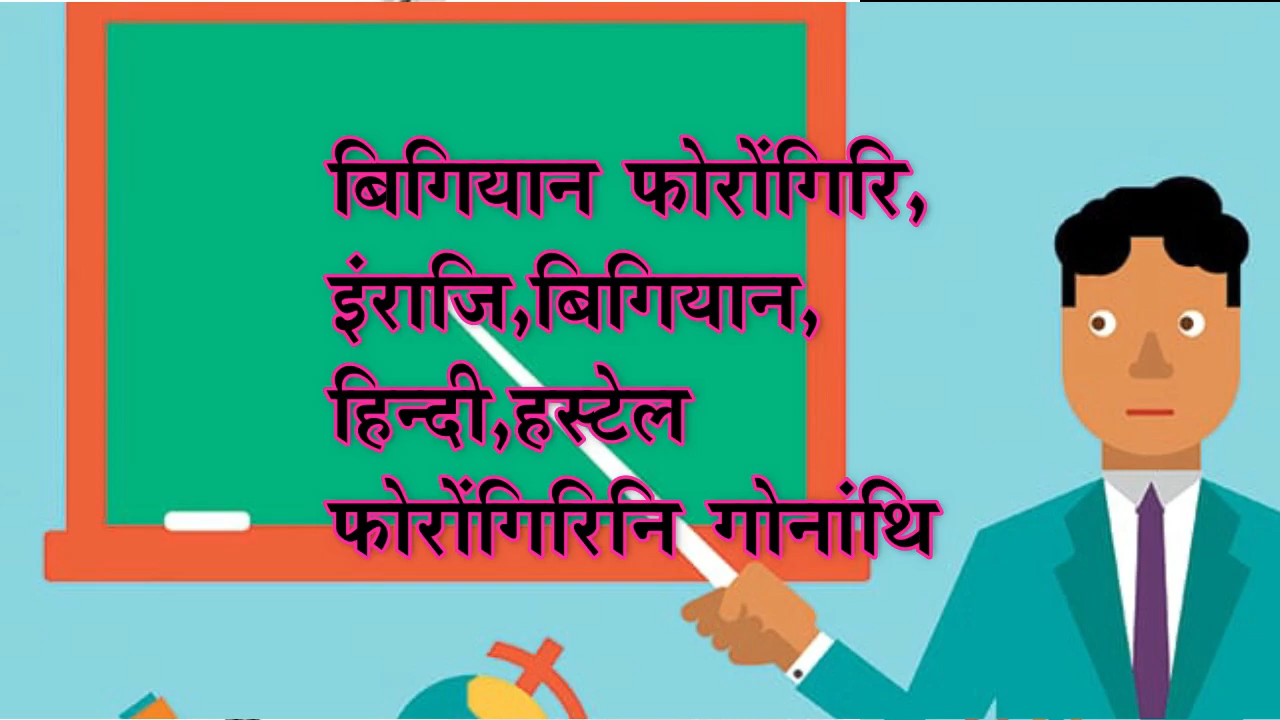 बिगियान फोरोंगिरि,
इंराजि,बिगियान,
हिन्दी,हस्टेल
फोरोंगिरिनि गोनांथि